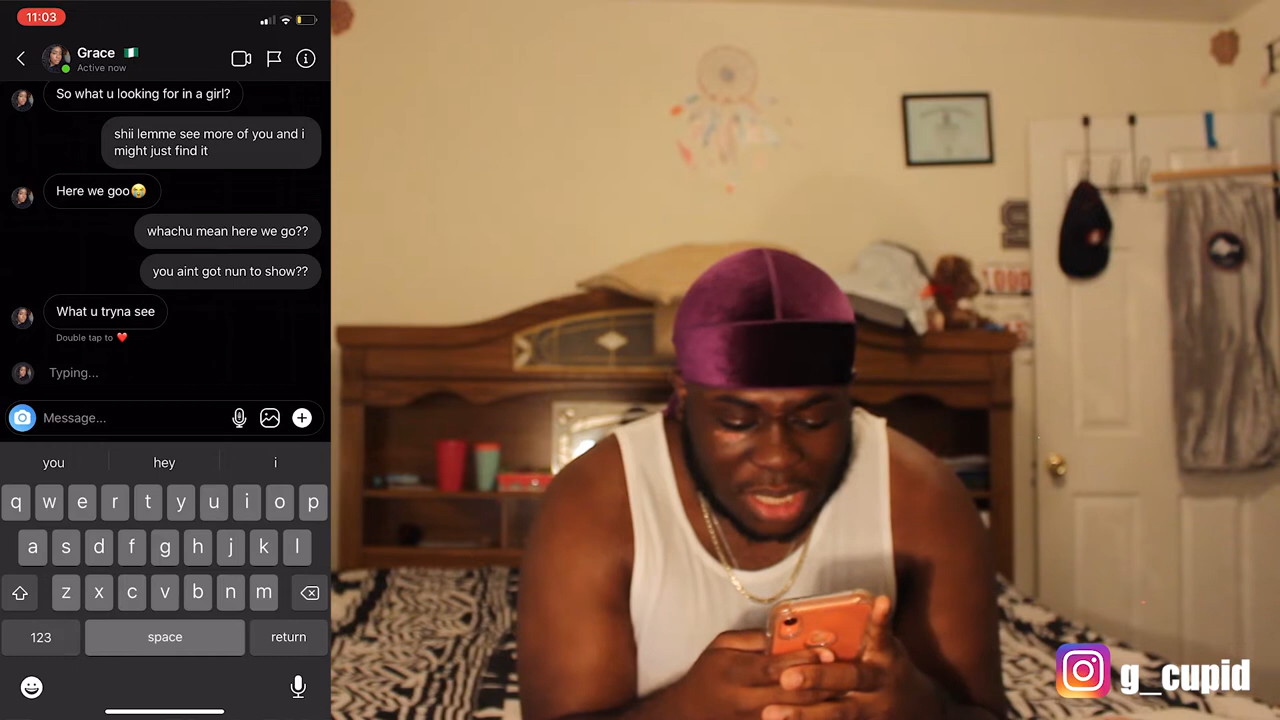 11:03
Grace 🇳🇬
Active now
So what u looking for in a girl?
shii lemme see more of you and i
might just find it
Here we goo😭
whachu mean here we go??
you aint got nun to show??
What u tryna see
Double tap to ❤️
Typing...
Message...
you hey i
q w e r t y u i o p
a s d f g h j k l
z x c v b n m
123 space return
g_cupid